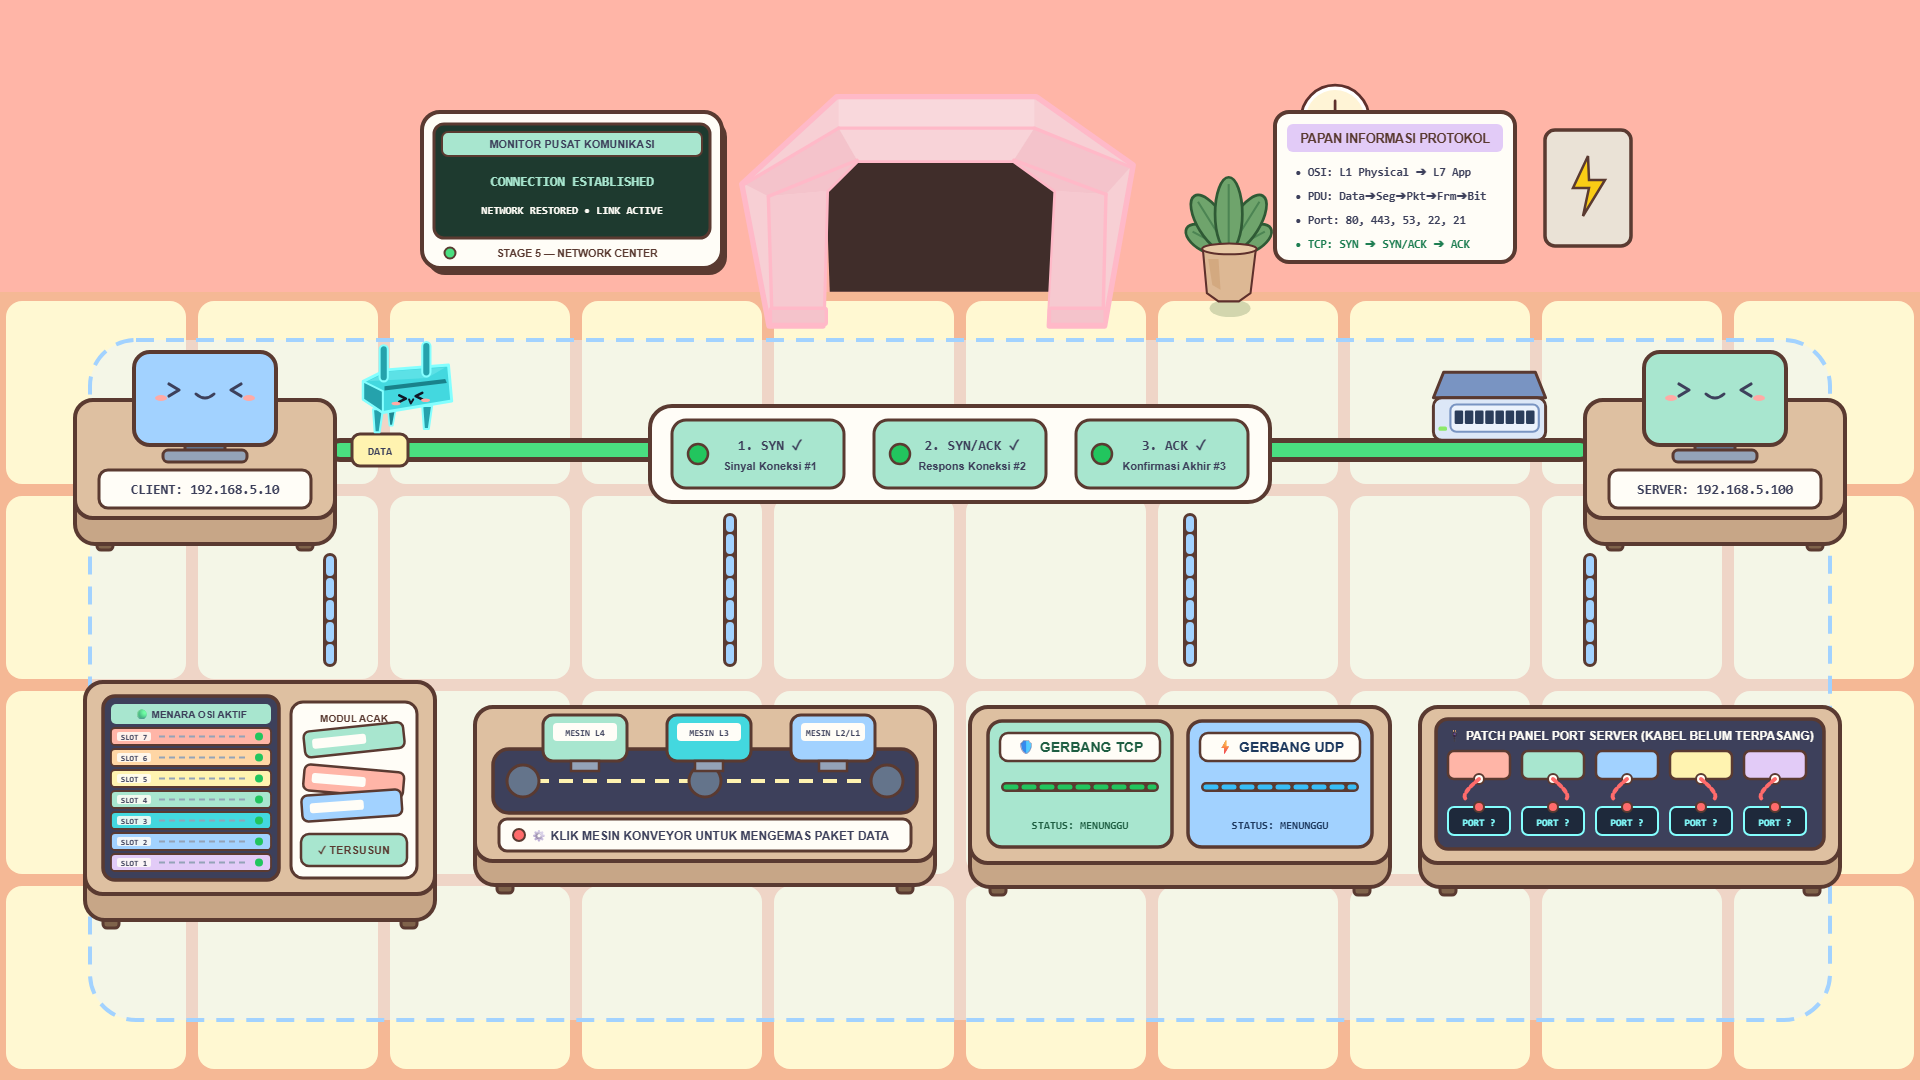 MONITOR PUSAT KOMUNIKASI
CONNECTION ESTABLISHED
NETWORK RESTORED • LINK ACTIVE
STAGE 5 — NETWORK CENTER
PAPAN INFORMASI PROTOKOL
• OSI: L1 Physical ➔ L7 App
• PDU: Data➔Seg➔Pkt➔Frm➔Bit
• Port: 80, 443, 53, 22, 21
• TCP: SYN ➔ SYN/ACK ➔ ACK
CLIENT: 192.168.5.10
DATA
1. SYN ✓
Sinyal Koneksi #1
2. SYN/ACK ✓
Respons Koneksi #2
3. ACK ✓
Konfirmasi Akhir #3
SERVER: 192.168.5.100
MENARA OSI AKTIF
SLOT 7
SLOT 6
SLOT 5
SLOT 4
SLOT 3
SLOT 2
SLOT 1
MODUL ACAK
✓ TERSUSUN
MESIN L4
MESIN L3
MESIN L2/L1
KLIK MESIN KONVEYOR UNTUK MENGEMAS PAKET DATA
GERBANG TCP
STATUS: MENUNGGU
GERBANG UDP
STATUS: MENUNGGU
PATCH PANEL PORT SERVER (KABEL BELUM TERPASANG)
PORT ?
PORT ?
PORT ?
PORT ?
PORT ?